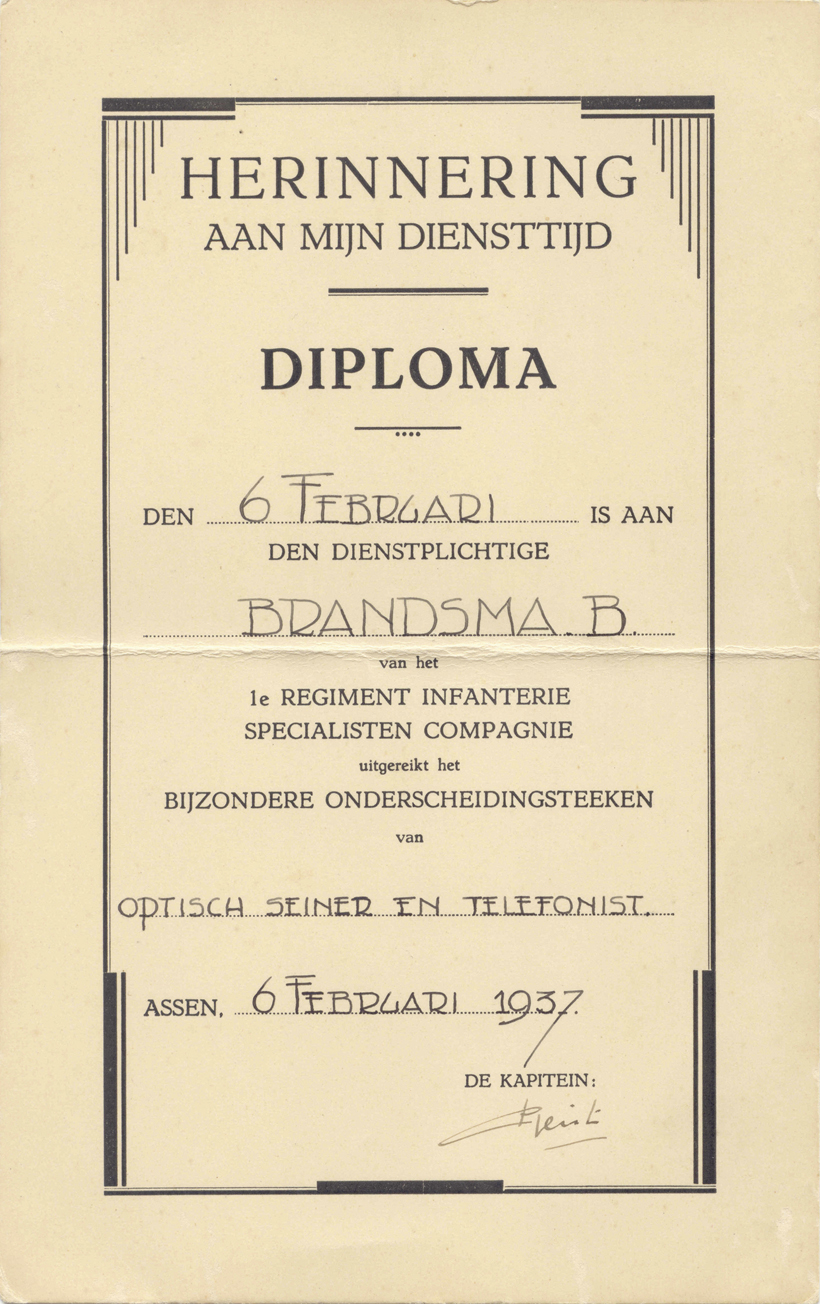 HERINNERING
AAN MIJN DIENSTTIJD
DIPLOMA
DEN 6 FEBRUARI IS AAN
DEN DIENSTPLICHTIGE
BRANDSMA. B.
van het
1e REGIMENT INFANTERIE
SPECIALISTEN COMPAGNIE
uitgereikt het
BIJZONDERE ONDERSCHEIDINGSTEEKEN
van
OPTISCH SEINER EN TELEFONIST.
ASSEN, 6 FEBRUARI 1937.
DE KAPITEIN: